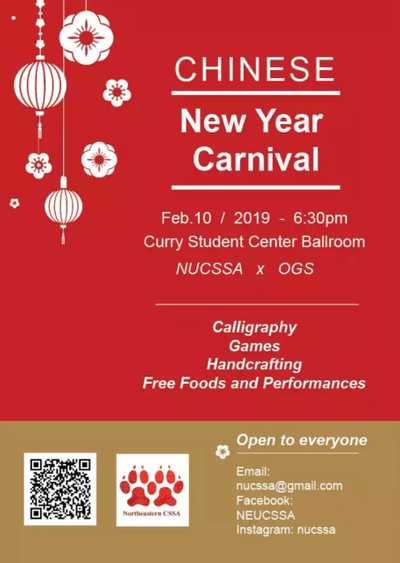 CHINESE
New Year
Carnival
Feb.10 / 2019 - 6:30pm
Curry Student Center Ballroom
NUCSSA x OGS
Calligraphy
Games
Handcrafting
Free Foods and Performances
Open to everyone
Email:
nucssa@gmail.com
Facebook:
NEUCSSA
Instagram: nucssa
Northeastern CSSA